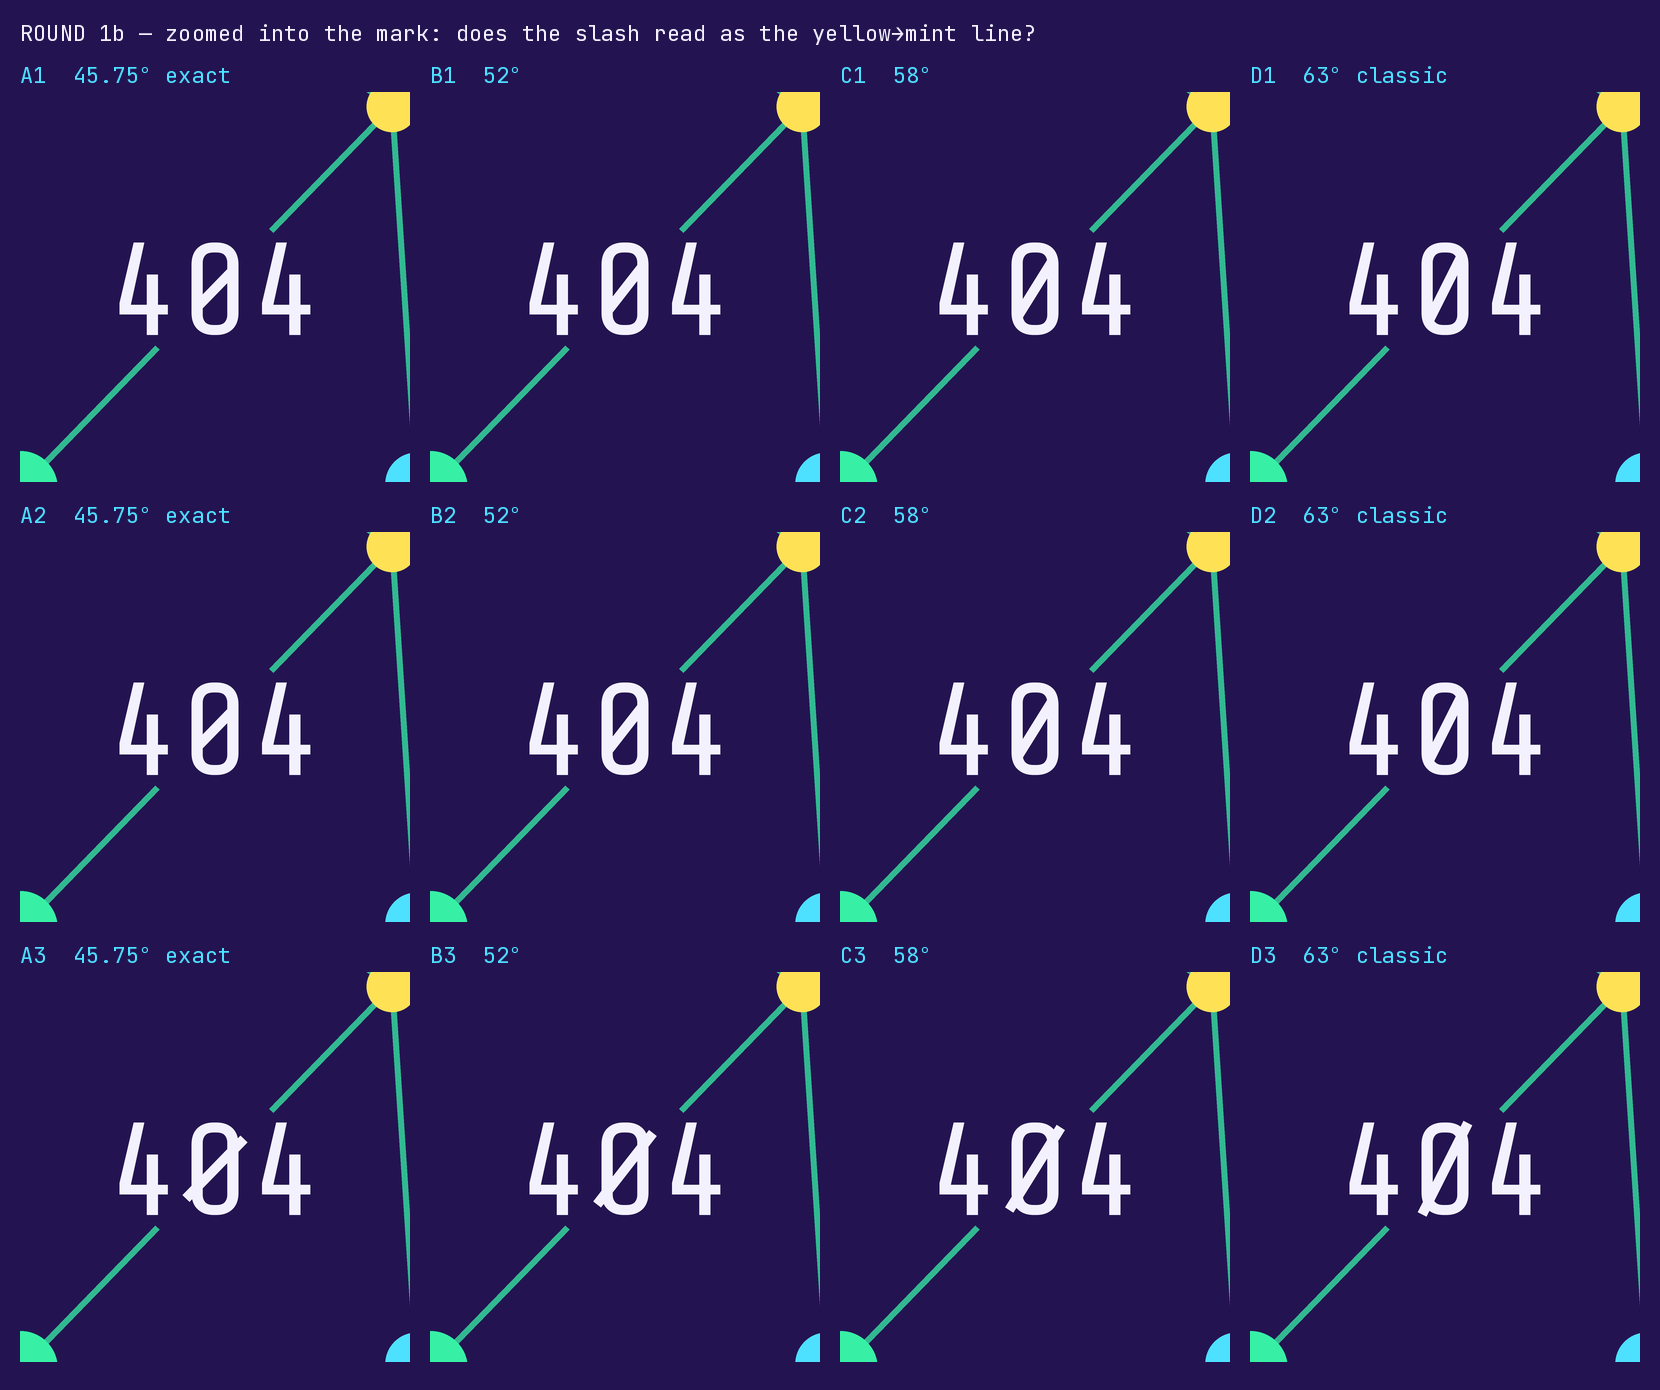 ROUND 1b — zoomed into the mark: does the slash read as the yellow→mint line?
A1 45.75° exact
B1 52°
C1 58°
D1 63° classic
404
404
404
404
A2 45.75° exact
B2 52°
C2 58°
D2 63° classic
404
404
404
404
A3 45.75° exact
B3 52°
C3 58°
D3 63° classic
404
404
404
404